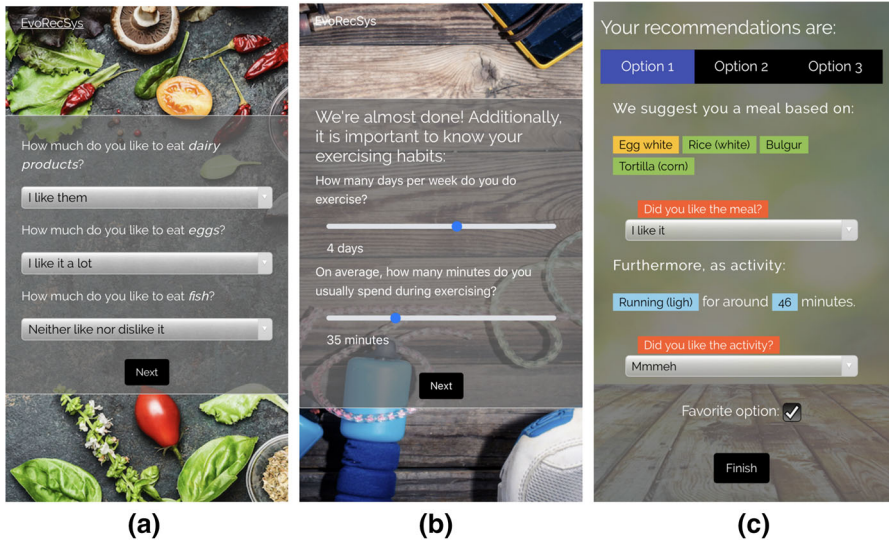 EvoRecSys
How much do you like to eat dairy
products?
I like them
How much do you like to eat eggs?
I like it a lot
How much do you like to eat fish?
Neither like nor dislike it
Next
(a)
EvoRecSys
We're almost done! Additionally,
it is important to know your
exercising habits:
How many days per week do you do
exercise?
4 days
On average, how many minutes do you
usually spend during exercising?
35 minutes
Next
(b)
Your recommendations are:
Option 1 Option 2 Option 3
We suggest you a meal based on:
Egg white Rice (white) Bulgur
Tortilla (corn)
Did you like the meal?
I like it
Furthermore, as activity:
Running (ligh) for around 46 minutes.
Did you like the activity?
Mmmeh
Favorite option:
Finish
(c)